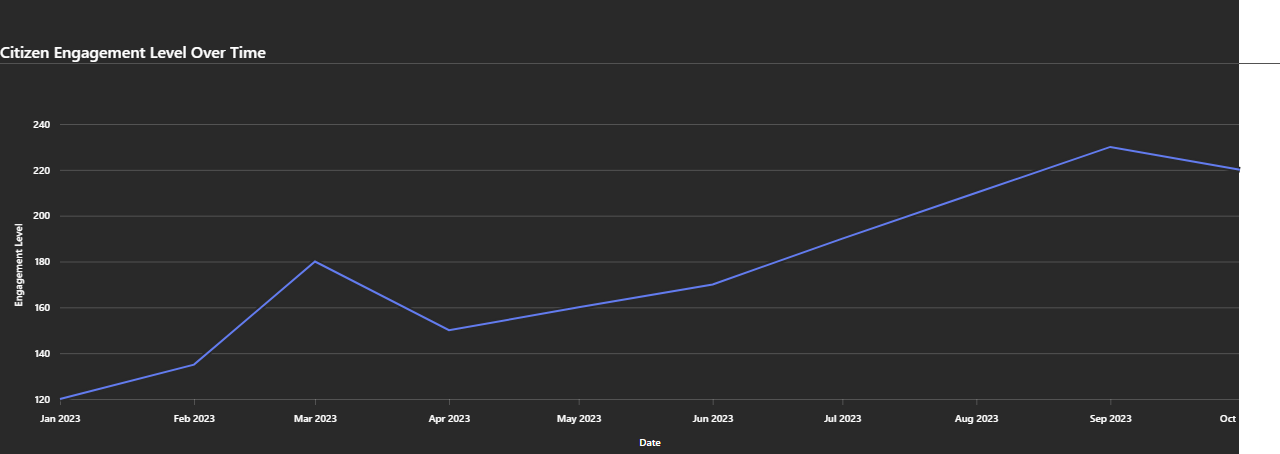 Citizen Engagement Level Over Time
240
220
200
180
160
140
120
Engagement Level
Jan 2023 Feb 2023 Mar 2023 Apr 2023 May 2023 Jun 2023 Jul 2023 Aug 2023 Sep 2023 Oct
Date